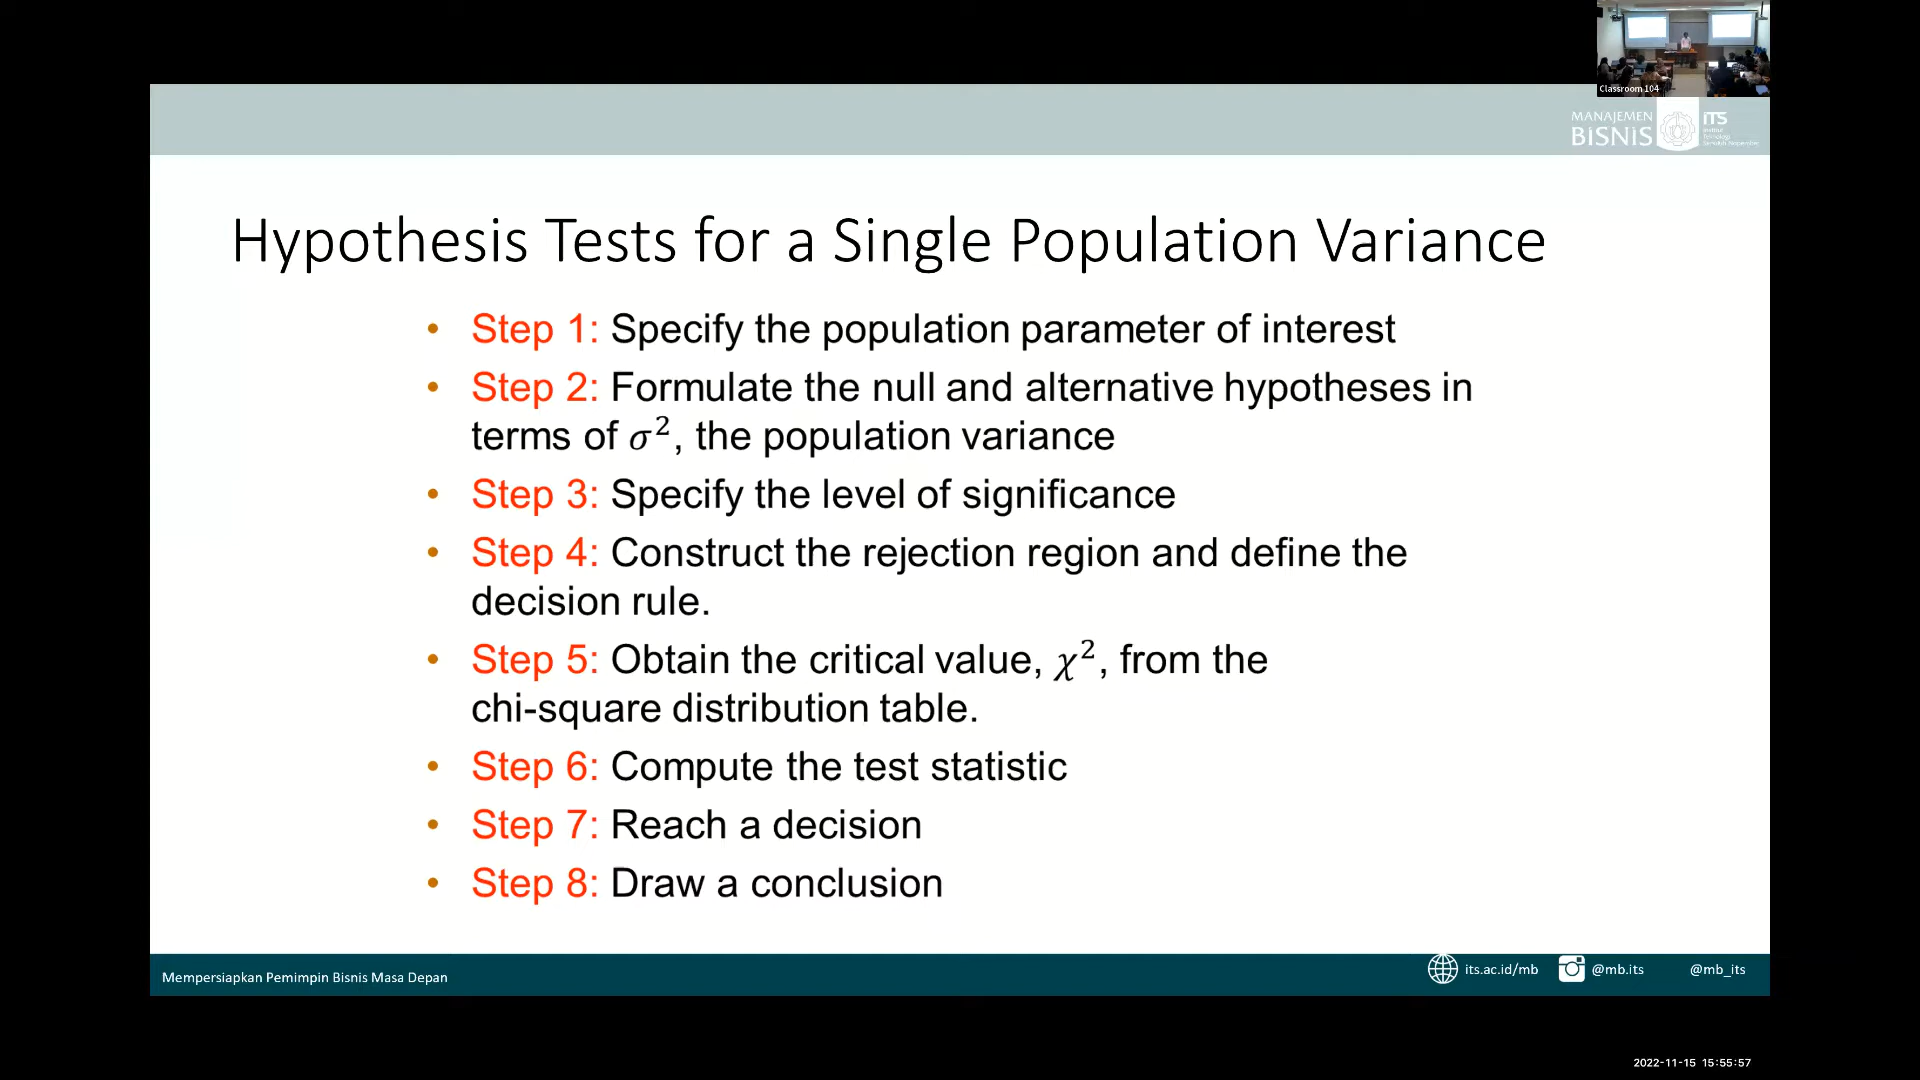 Classroom 104
MANAJEMEN
BISNIS
ITS
Institut
Teknologi
Hypothesis Tests for a Single Population Variance
• Step 1: Specify the population parameter of interest
• Step 2: Formulate the null and alternative hypotheses in
terms of σ², the population variance
• Step 3: Specify the level of significance
• Step 4: Construct the rejection region and define the
decision rule.
• Step 5: Obtain the critical value, χ², from the
chi-square distribution table.
• Step 6: Compute the test statistic
• Step 7: Reach a decision
• Step 8: Draw a conclusion
Mempersiapkan Pemimpin Bisnis Masa Depan
its.ac.id/mb @mb.its @mb_its
2022-11-15 15:55:57